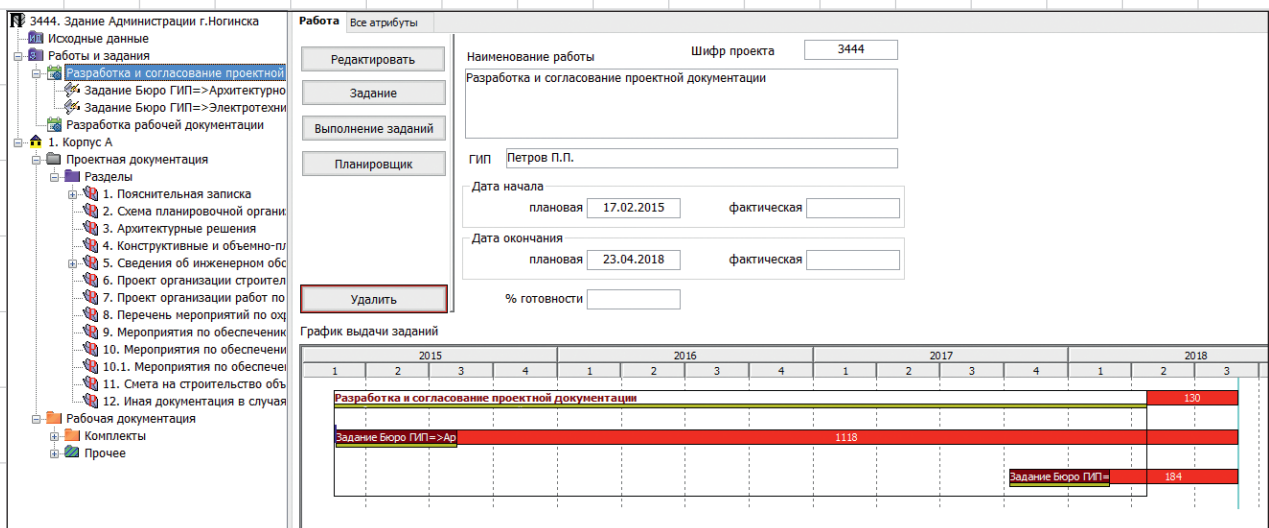 3444. Здание Администрации г.Ногинска
Исходные данные
Работы и задания
Разработка и согласование проектной
Задание Бюро ГИП=>Архитектурно
Задание Бюро ГИП=>Электротехни
Разработка рабочей документации
1. Корпус А
Проектная документация
Разделы
1. Пояснительная записка
2. Схема планировочной органи
3. Архитектурные решения
4. Конструктивные и объемно-пл
5. Сведения об инженерном обс
6. Проект организации строител
7. Проект организации работ по
8. Перечень мероприятий по охр
9. Мероприятия по обеспечению
10. Мероприятия по обеспечени
10.1. Мероприятия по обеспече
11. Смета на строительство объ
12. Иная документация в случая
Рабочая документация
Комплекты
Прочее
Работа Все атрибуты
Редактировать
Задание
Выполнение заданий
Планировщик
Удалить
Наименование работы Шифр проекта 3444
Разработка и согласование проектной документации
ГИП Петров П.П.
Дата начала
плановая 17.02.2015 фактическая
Дата окончания
плановая 23.04.2018 фактическая
% готовности
График выдачи заданий
2015 2016 2017 2018
1 2 3 4 1 2 3 4 1 2 3 4 1 2 3
Разработка и согласование проектной документации 130
Задание Бюро ГИП=>Ар 1118
Задание Бюро ГИП= 184